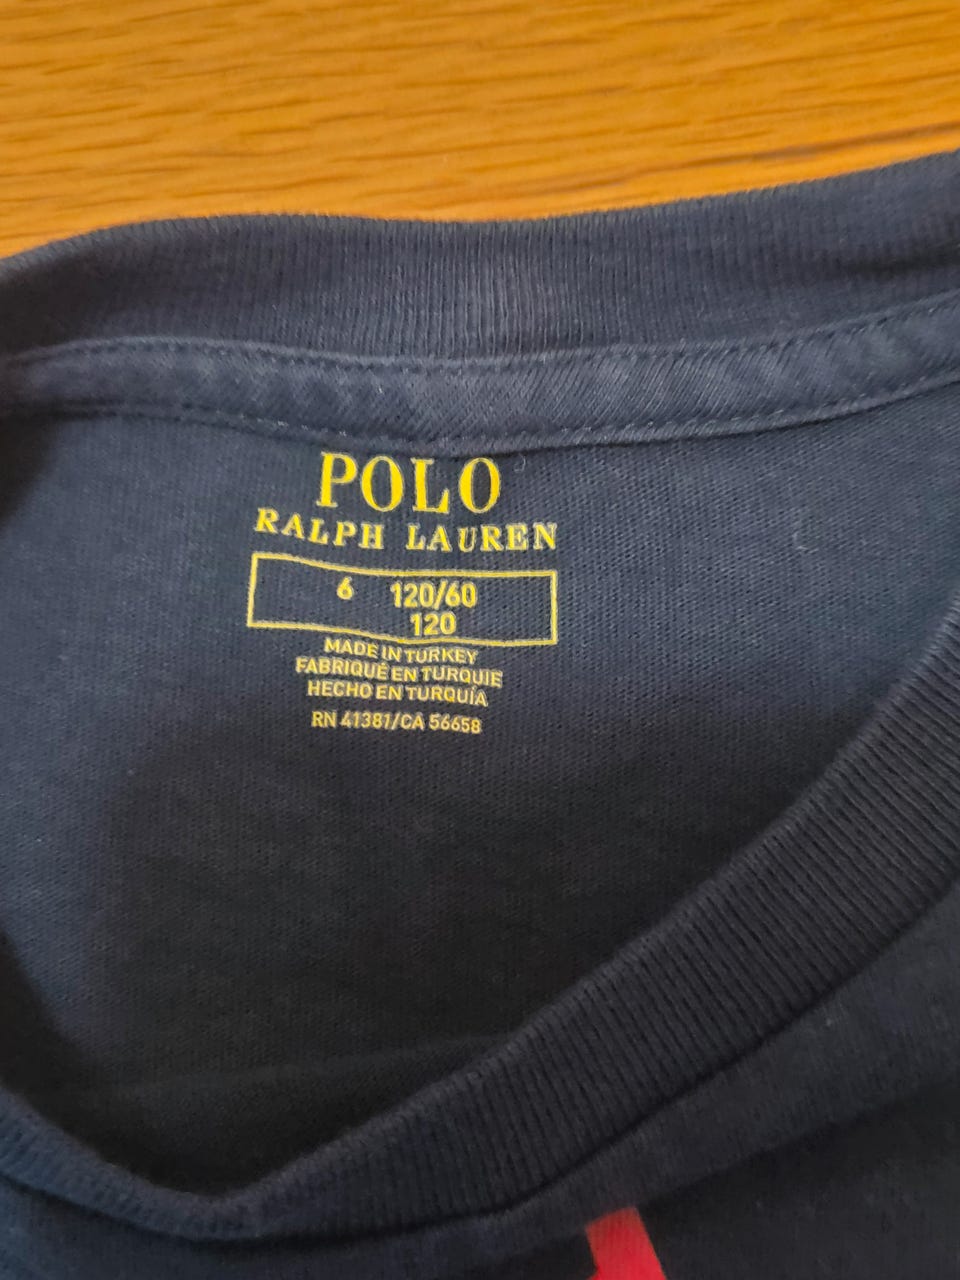 POLO
RALPH LAUREN
6 120/60
120
MADE IN TURKEY
FABRIQUÉ EN TURQUIE
HECHO EN TURQUÍA
RN 41381/CA 56658